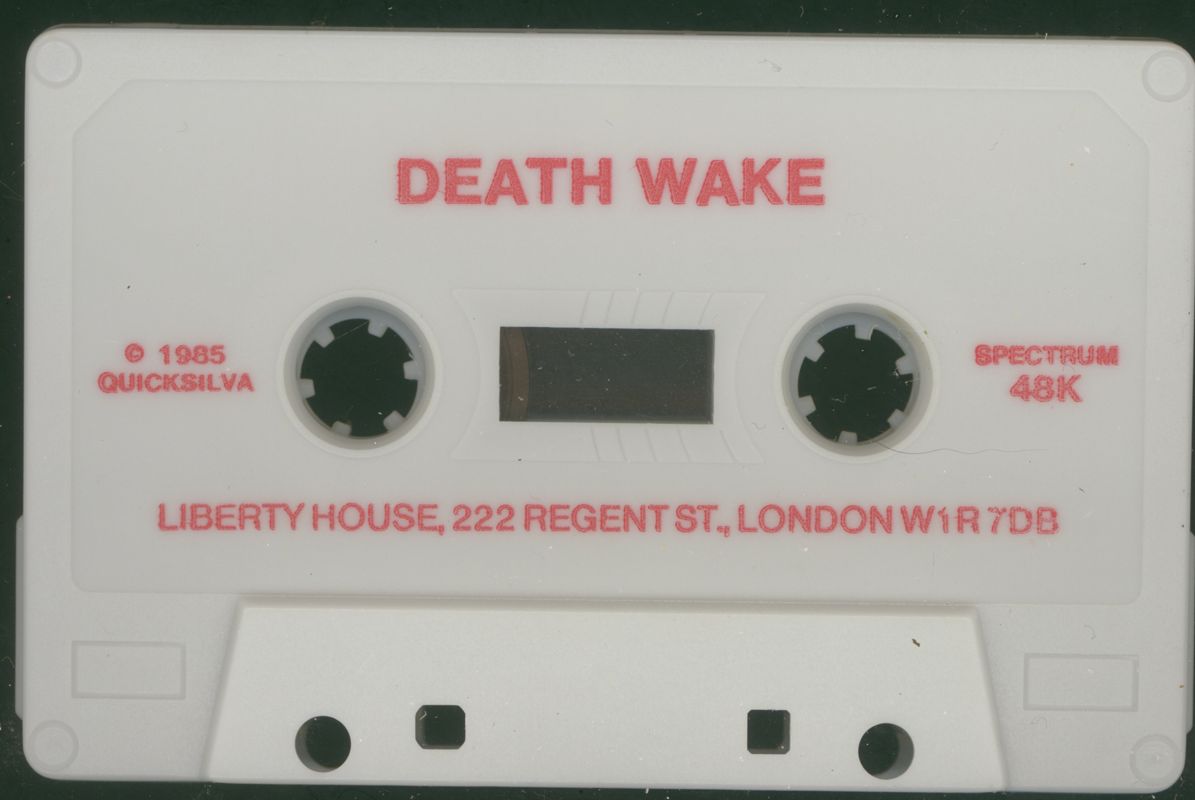 DEATH WAKE
© 1985
QUICKSILVA
SPECTRUM
48K
LIBERTY HOUSE, 222 REGENT ST., LONDON W1R 7DB